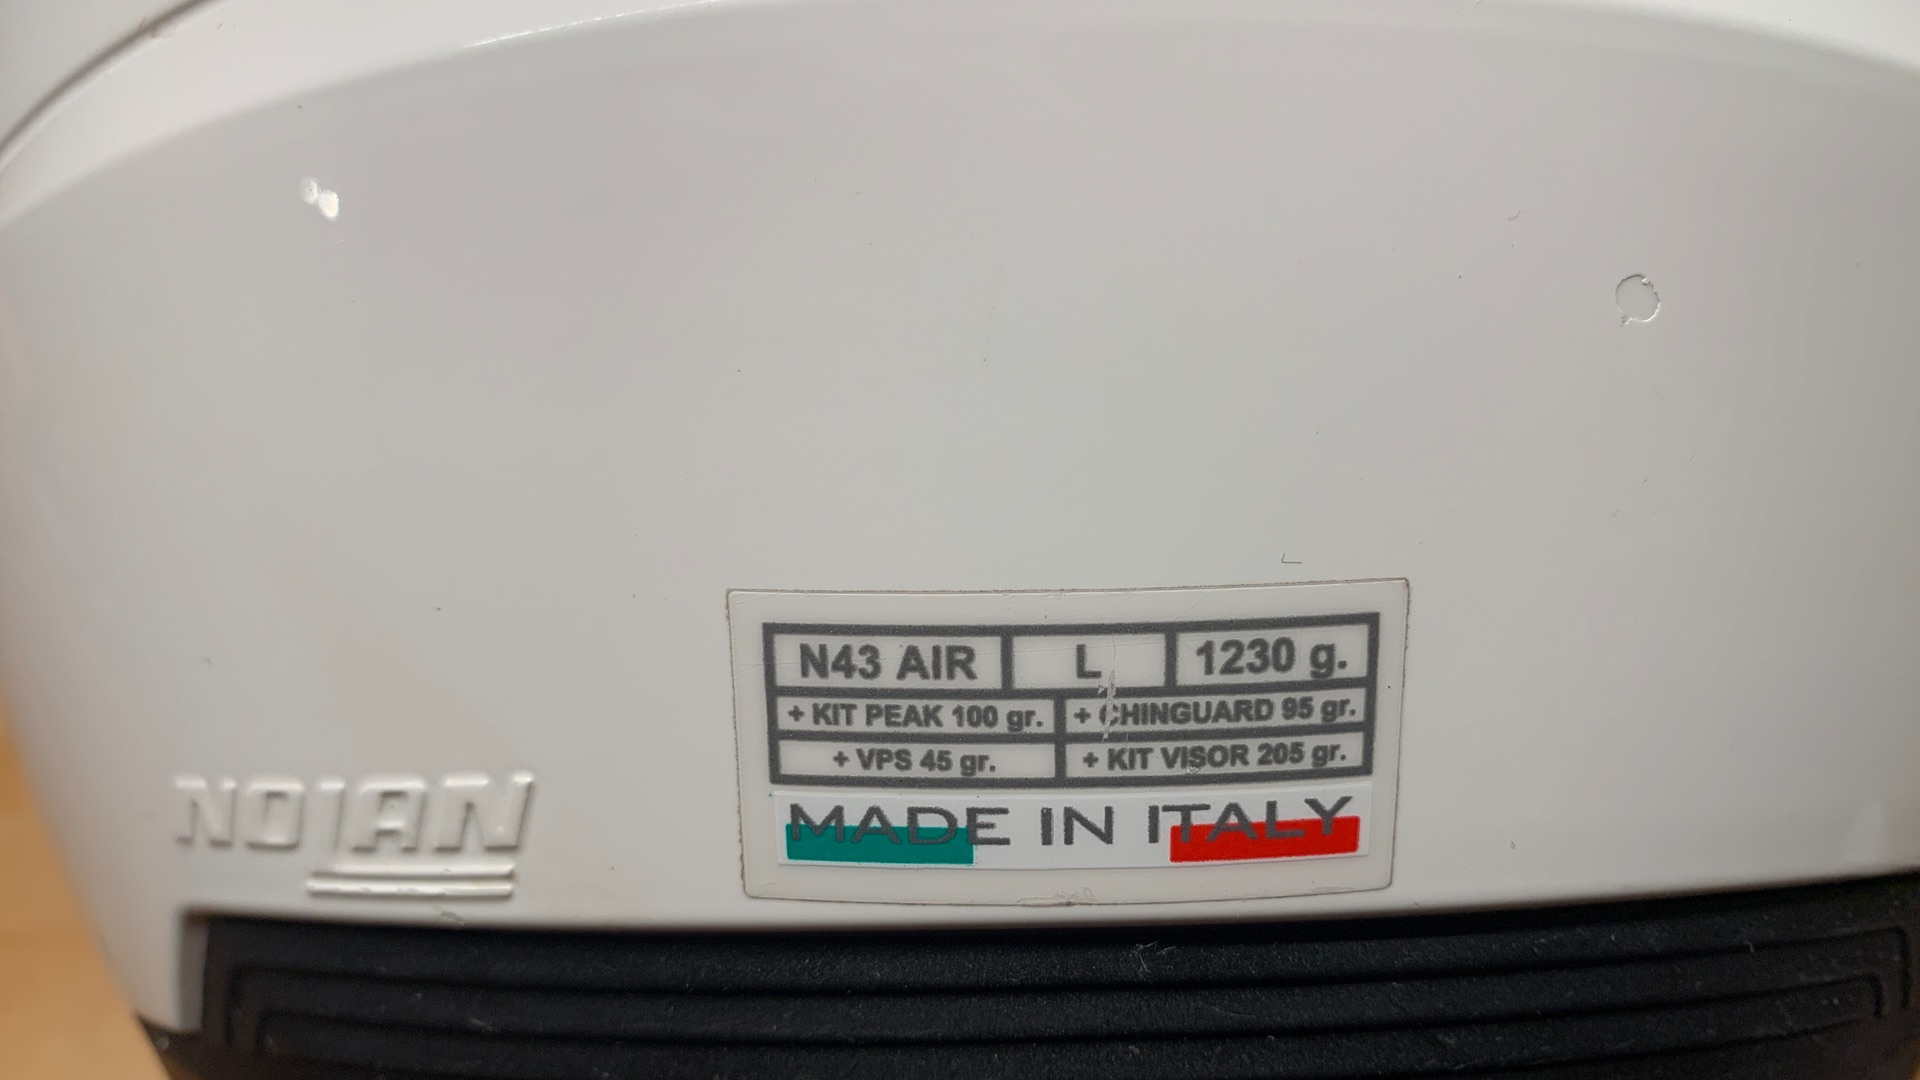 N43 AIR L 1230 g.
+ KIT PEAK 100 gr. + CHINGUARD 95 gr.
+ VPS 45 gr. + KIT VISOR 205 gr.
MADE IN ITALY
NOLAN